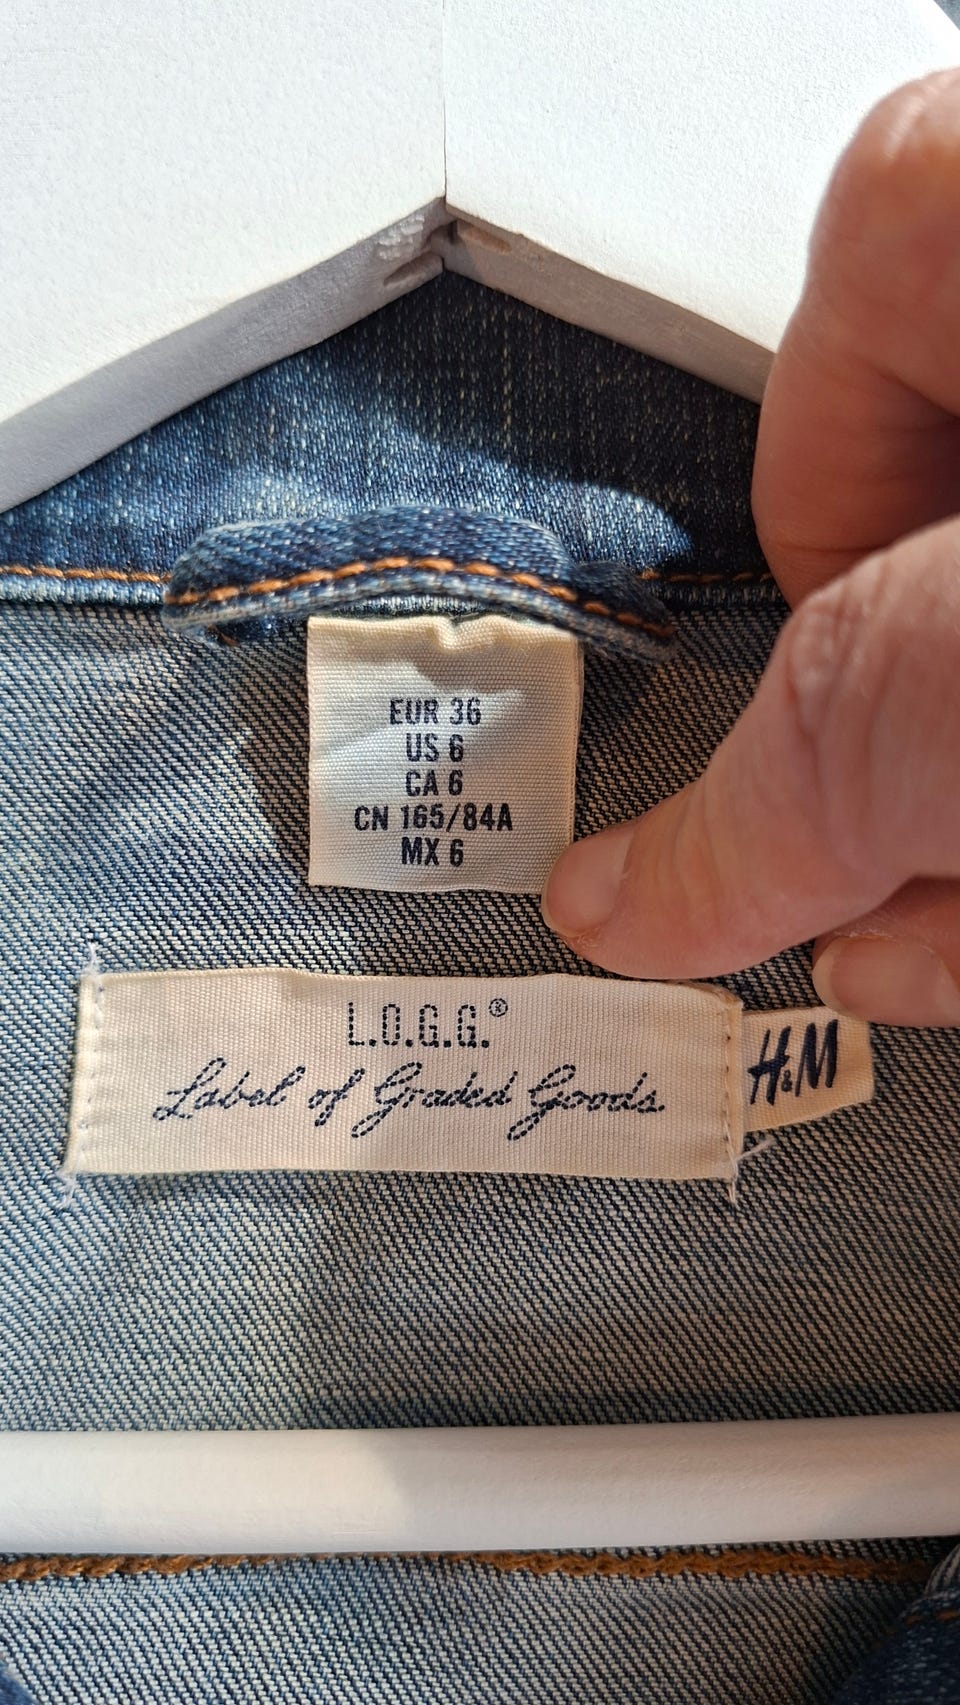 EUR 36
US 6
CA 6
CN 165/84A
MX 6
L.O.G.G.®
Label of Graded Goods.
H&M